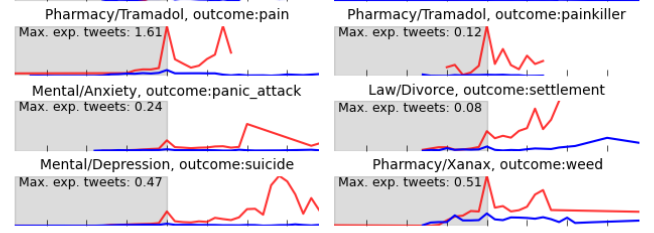 Pharmacy/Tramadol, outcome:pain
Max. exp. tweets: 1.61
Pharmacy/Tramadol, outcome:painkiller
Max. exp. tweets: 0.12
Mental/Anxiety, outcome:panic_attack
Max. exp. tweets: 0.24
Law/Divorce, outcome:settlement
Max. exp. tweets: 0.08
Mental/Depression, outcome:suicide
Max. exp. tweets: 0.47
Pharmacy/Xanax, outcome:weed
Max. exp. tweets: 0.51